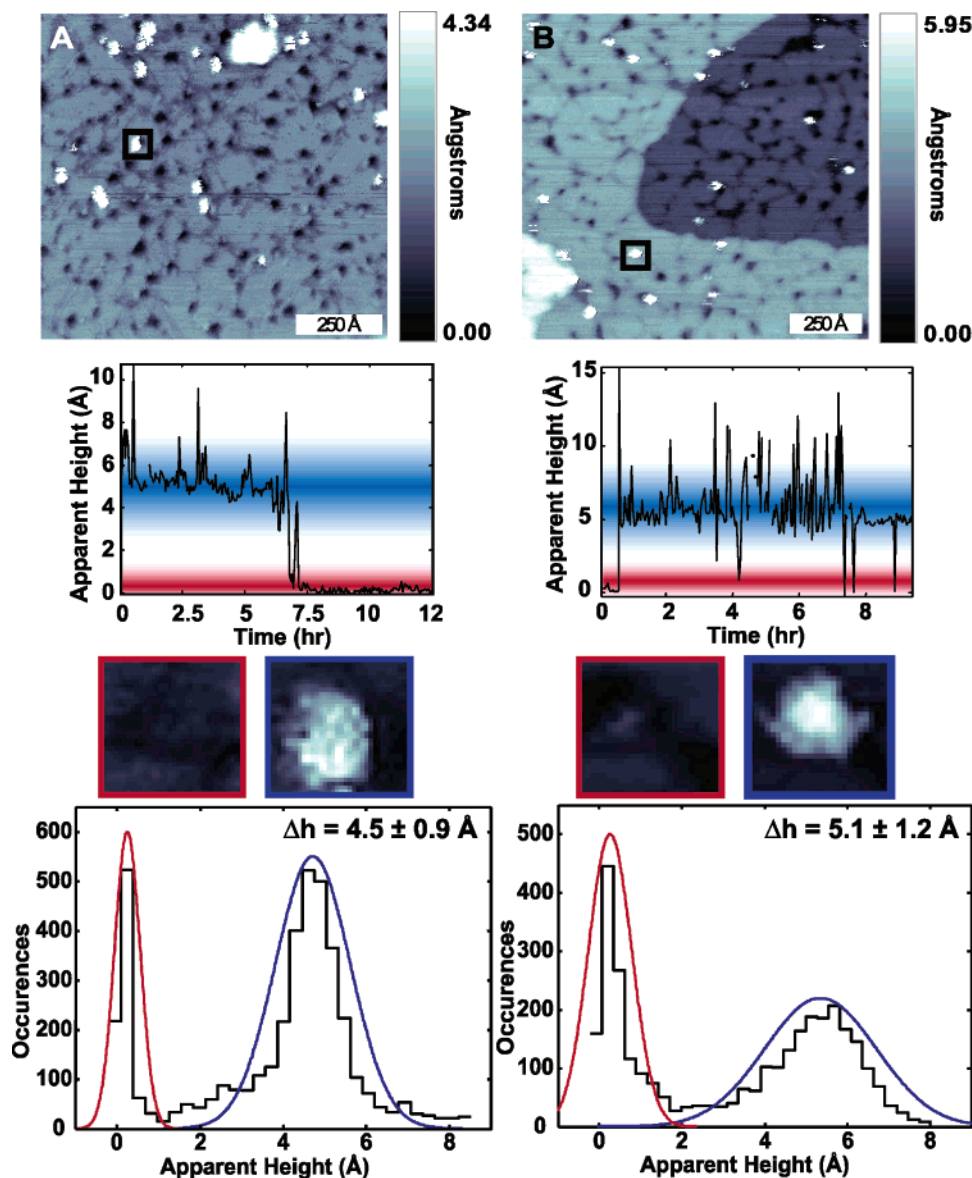 A
4.34
Ångstroms
0.00
250 Å
B
5.95
Ångstroms
0.00
250 Å
Apparent Height (Å)
10
8
6
4
2
0
0 2.5 5 7.5 10 12
Time (hr)
Apparent Height (Å)
15
10
5
0
0 2 4 6 8
Time (hr)
Δh = 4.5 ± 0.9 Å
Occurences
600
500
400
300
200
100
0
0 2 4 6 8
Apparent Height (Å)
Δh = 5.1 ± 1.2 Å
Occurences
500
400
300
200
100
0
0 2 4 6 8
Apparent Height (Å)